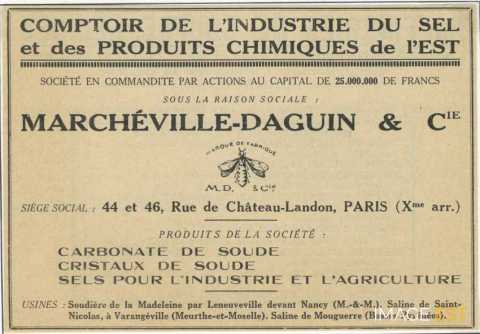 COMPTOIR DE L'INDUSTRIE DU SEL
et des PRODUITS CHIMIQUES de l'EST
SOCIÉTÉ EN COMMANDITE PAR ACTIONS AU CAPITAL DE 25.000.000 DE FRANCS
SOUS LA RAISON SOCIALE :
MARCHÉVILLE-DAGUIN & CIE
MARQUE DE FABRIQUE
M.D. & Cie
SIÈGE SOCIAL : 44 et 46, Rue de Château-Landon, PARIS (Xme arr.)
PRODUITS DE LA SOCIÉTÉ :
CARBONATE DE SOUDE
CRISTAUX DE SOUDE
SELS POUR L'INDUSTRIE ET L'AGRICULTURE
USINES : Soudière de la Madeleine par Leneuveville devant Nancy (M.-&-M.). Saline de Saint-
Nicolas, à Varangéville (Meurthe-et-Moselle). Saline de Mouguerre
IMAGE